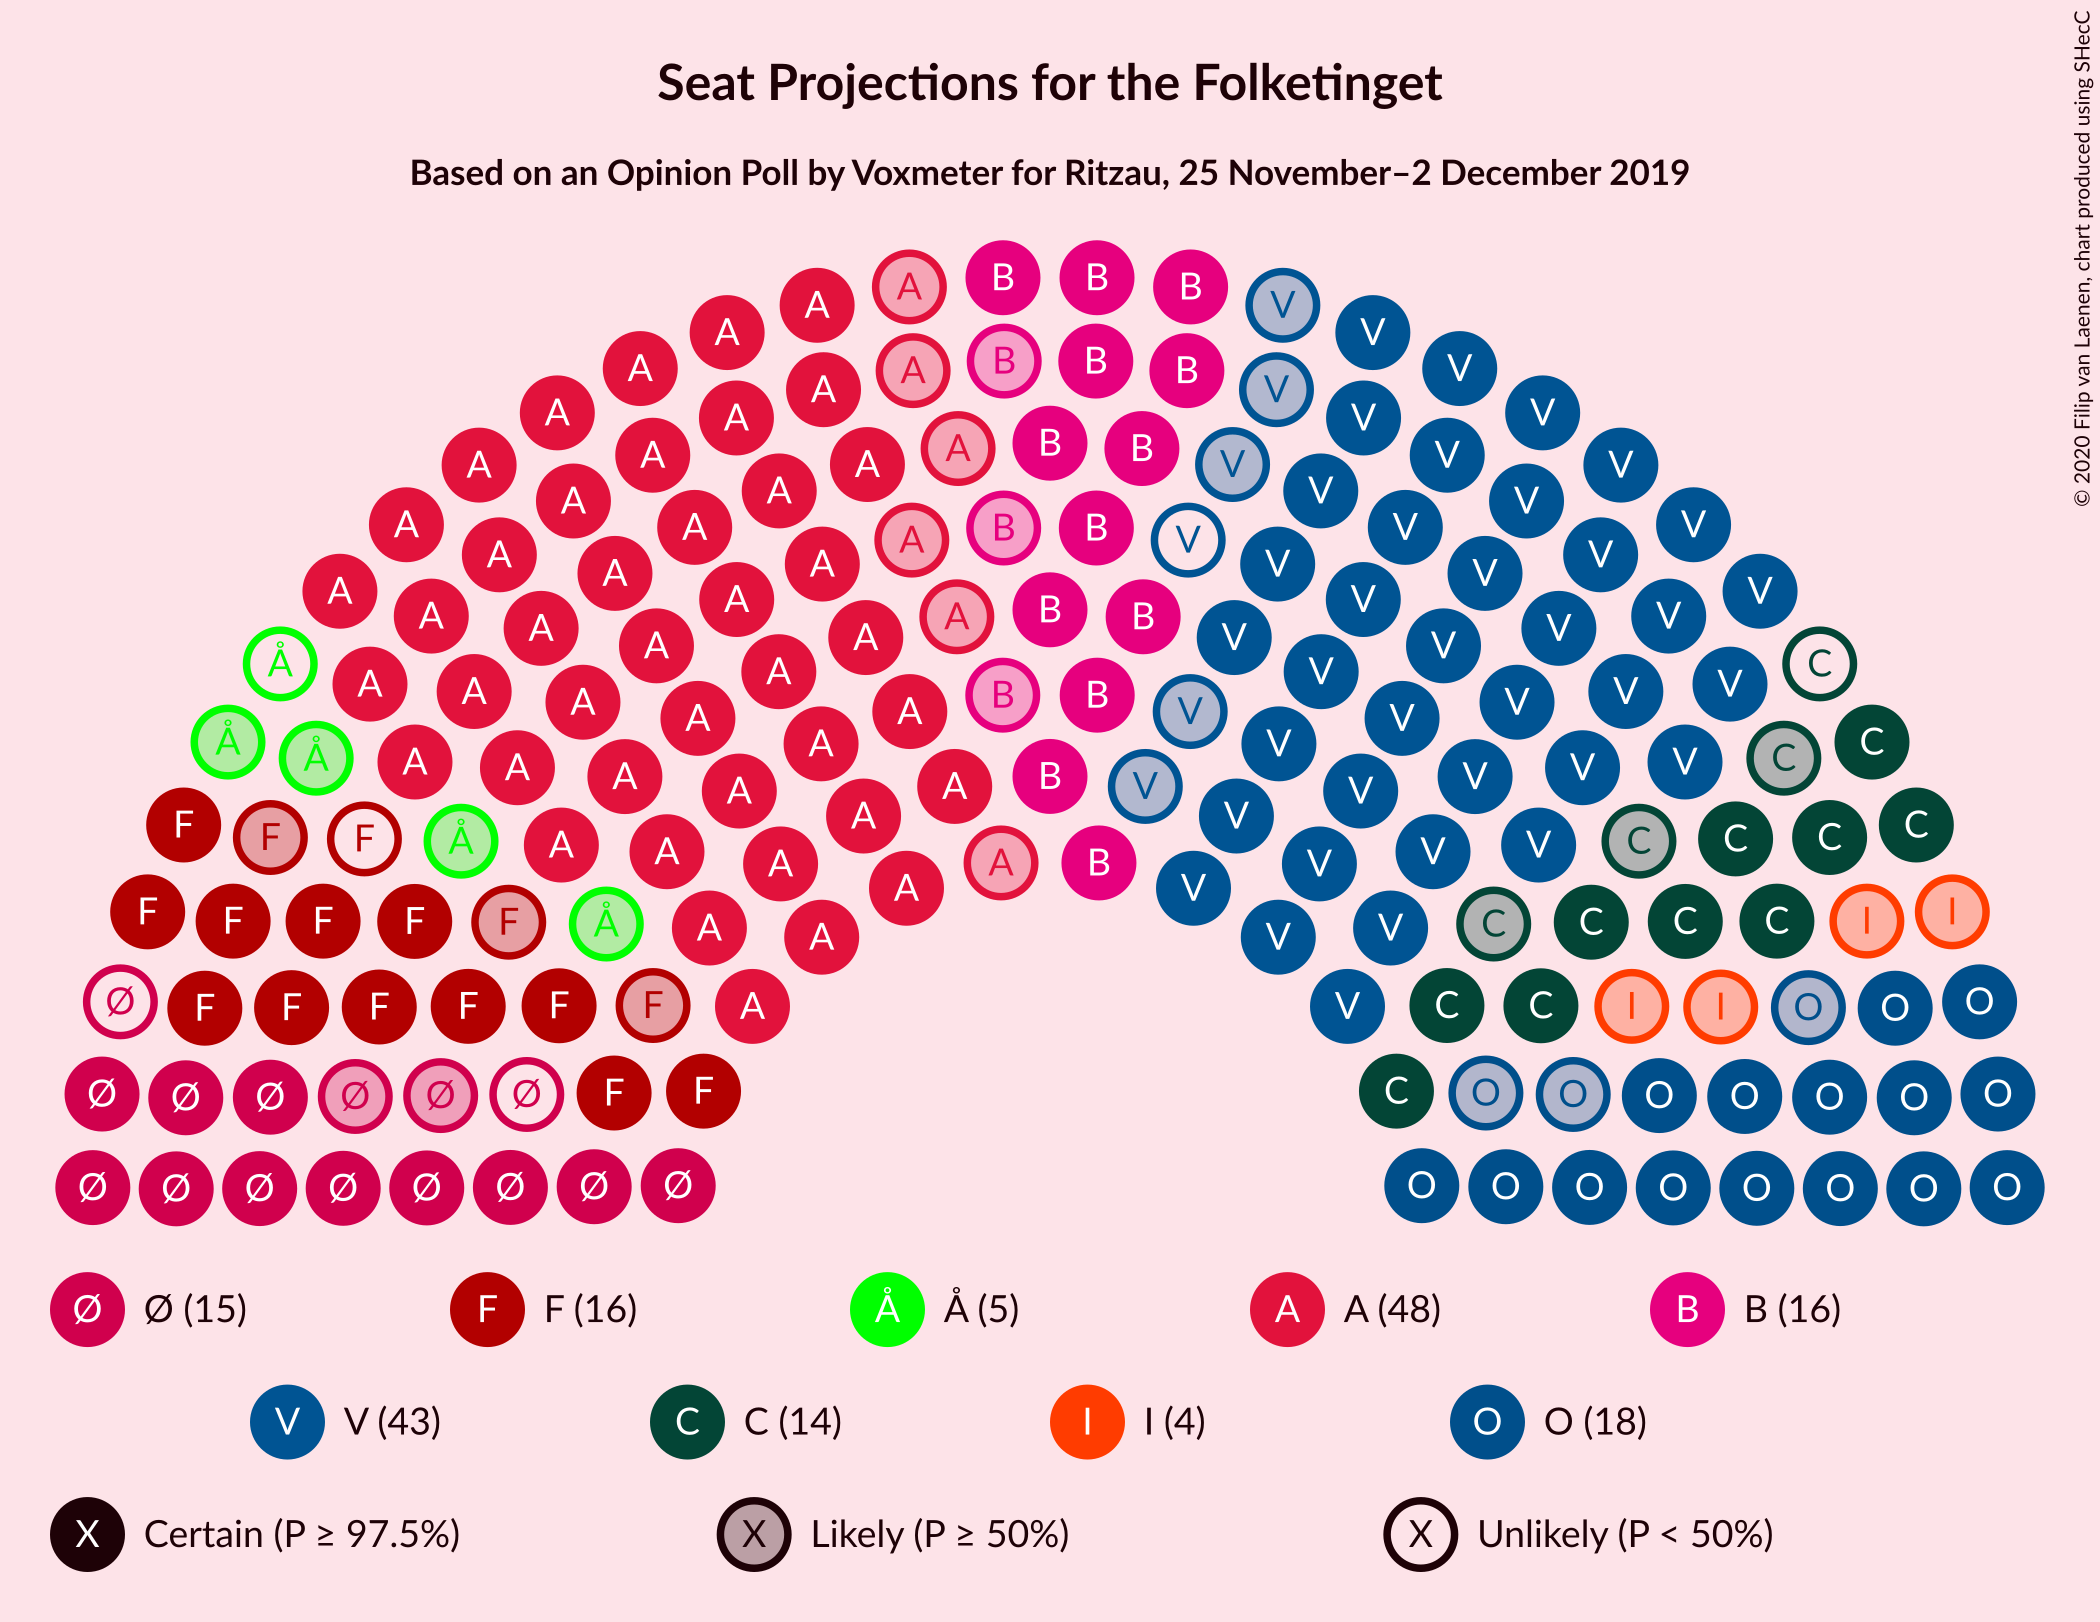 Seat Projections for the Folketinget
Based on an Opinion Poll by Voxmeter for Ritzau, 25 November–2 December 2019
© 2020 Filip van Laenen, chart produced using SHecC
A A B B B V
A A A A B B B V V V
A A A A A A B B V V V V V
A A A A A A A B B V V V V V V V
A A A A A A A B B V V V V V V
Å A A A A A A A B B V V V V V V V C
Å Å A A A A A A A B V V V V V V V C C
F F F Å A A A A A B V V V V C C C C
F F F F F Å A A V V C C C C I I
Ø F F F F F F A V C C I I O O O
Ø Ø Ø Ø Ø Ø F F C O O O O O O O
Ø Ø Ø Ø Ø Ø Ø Ø O O O O O O O O
Ø Ø (15) F F (16) Å Å (5) A A (48) B B (16)
V V (43) C C (14) I I (4) O O (18)
X Certain (P ≥ 97.5%) X Likely (P ≥ 50%) X Unlikely (P < 50%)